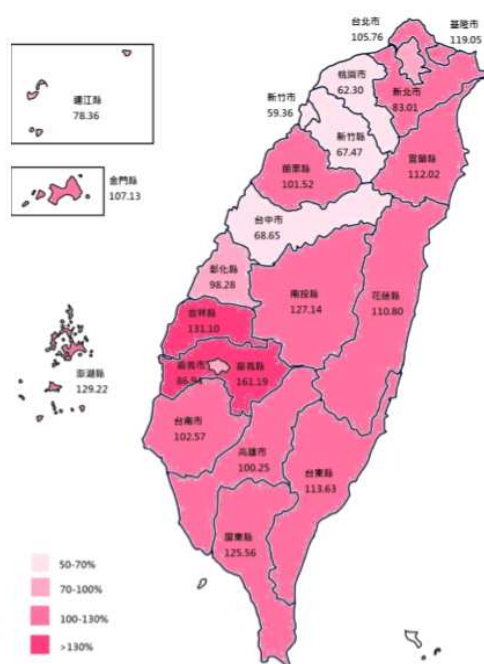 台北市
105.76
基隆市
119.05
桃園市
62.30
新北市
83.01
連江縣
78.36
新竹市
59.36
新竹縣
67.47
宜蘭縣
112.02
苗栗縣
101.52
金門縣
107.13
台中市
68.65
彰化縣
98.28
南投縣
127.14
花蓮縣
110.80
雲林縣
131.10
澎湖縣
129.22
嘉義市
86.94
嘉義縣
161.19
台南市
102.57
高雄市
100.25
台東縣
113.63
屏東縣
125.56
50-70%
70-100%
100-130%
>130%